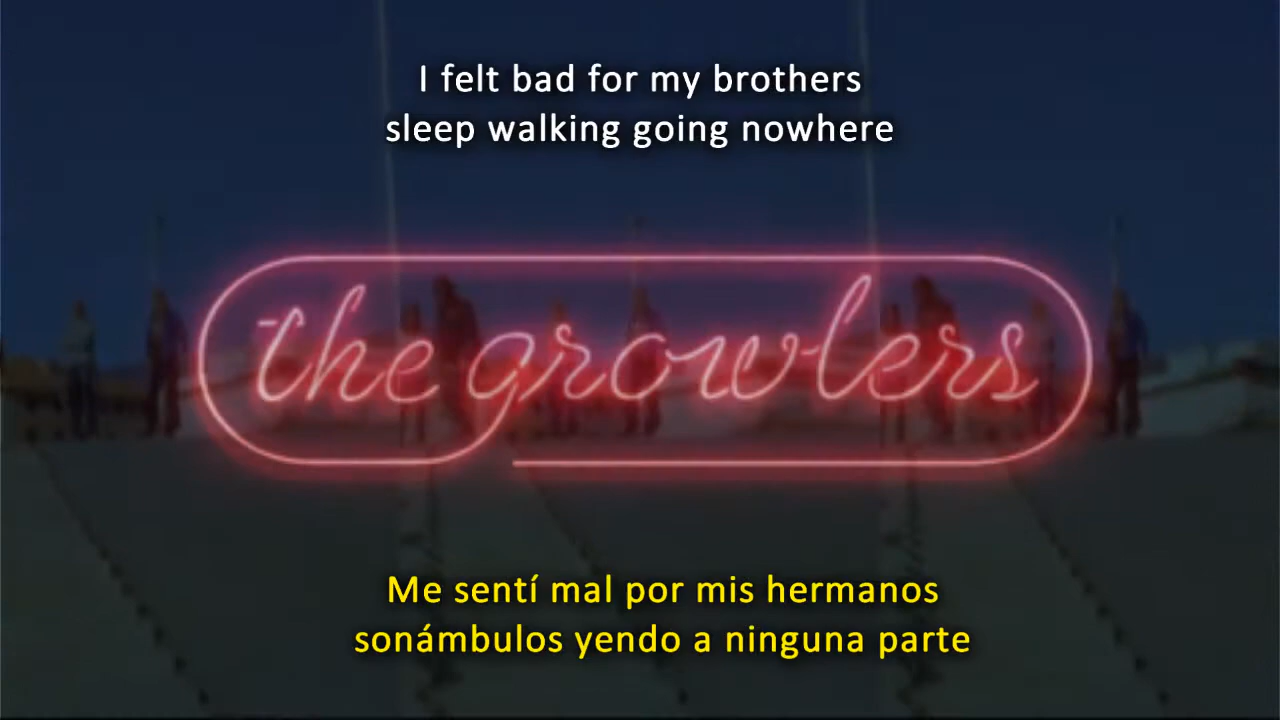 I felt bad for my brothers
sleep walking going nowhere
the growlers
Me sentí mal por mis hermanos
sonámbulos yendo a ninguna parte